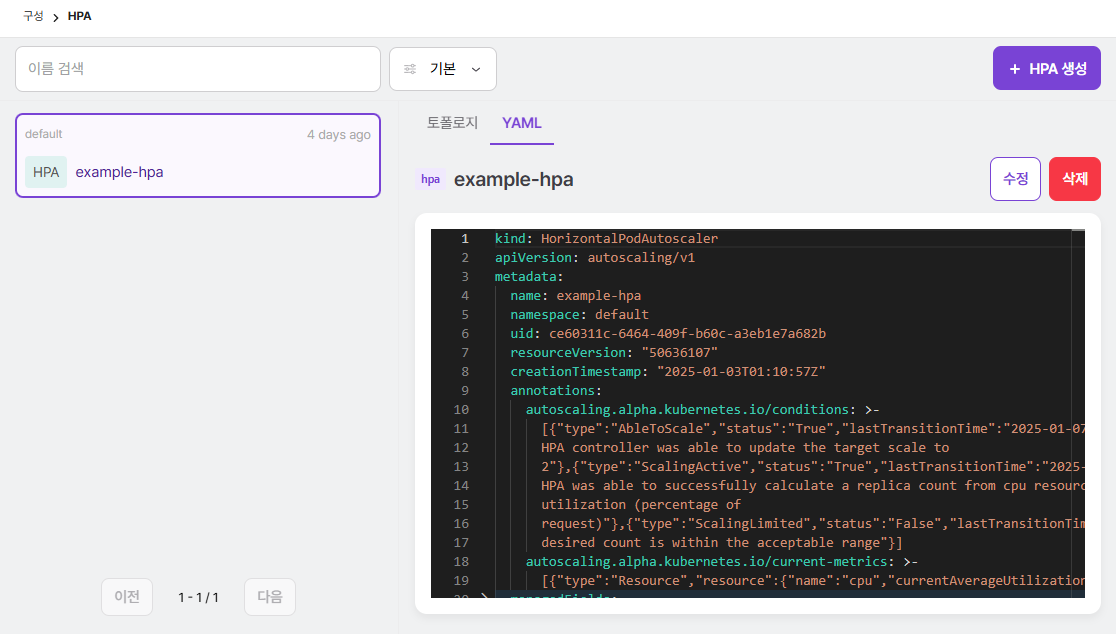 구성 > HPA
이름 검색
기본
+ HPA 생성
default
4 days ago
HPA example-hpa
토폴로지
YAML
hpa example-hpa
수정
삭제
1 kind: HorizontalPodAutoscaler
2 apiVersion: autoscaling/v1
3 metadata:
4 name: example-hpa
5 namespace: default
6 uid: ce60311c-6464-409f-b60c-a3eb1e7a682b
7 resourceVersion: "50636107"
8 creationTimestamp: "2025-01-03T01:10:57Z"
9 annotations:
10 autoscaling.alpha.kubernetes.io/conditions: >-
11 [{"type":"AbleToScale","status":"True","lastTransitionTime":"2025-01-07
12 HPA controller was able to update the target scale to
13 2"},{"type":"ScalingActive","status":"True","lastTransitionTime":"2025-
14 HPA was able to successfully calculate a replica count from cpu resourc
15 utilization (percentage of
16 request)"},{"type":"ScalingLimited","status":"False","lastTransitionTim
17 desired count is within the acceptable range"}]
18 autoscaling.alpha.kubernetes.io/current-metrics: >-
19 [{"type":"Resource","resource":{"name":"cpu","currentAverageUtilization
20 > managedFields:
이전
1 - 1 / 1
다음